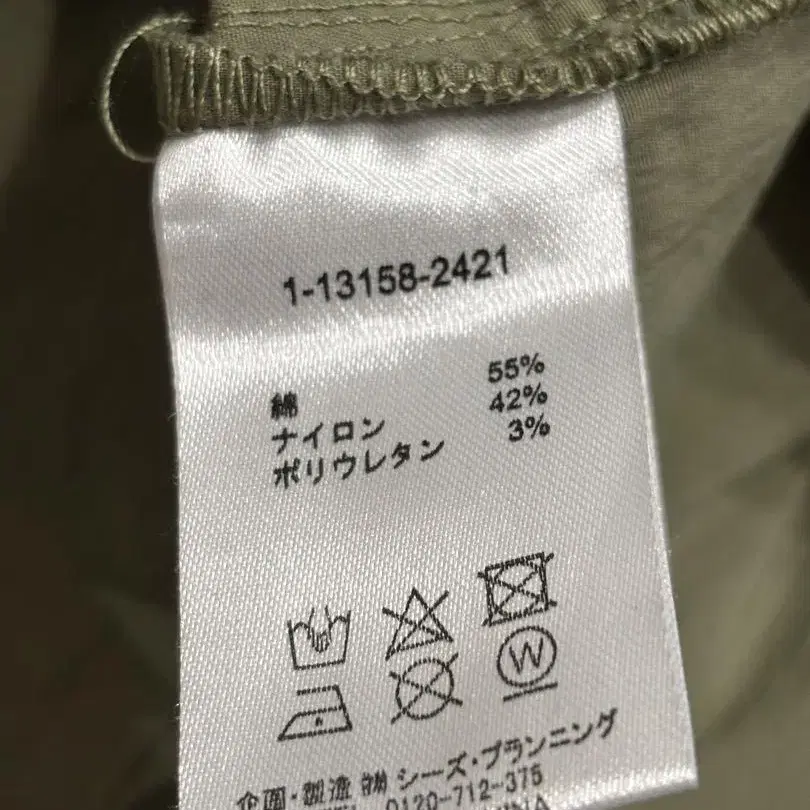 1-13158-2421
綿 55%
ナイロン 42%
ポリウレタン 3%
W
企画・製造 ㈱ シーズ・プランニング
0120-712-375